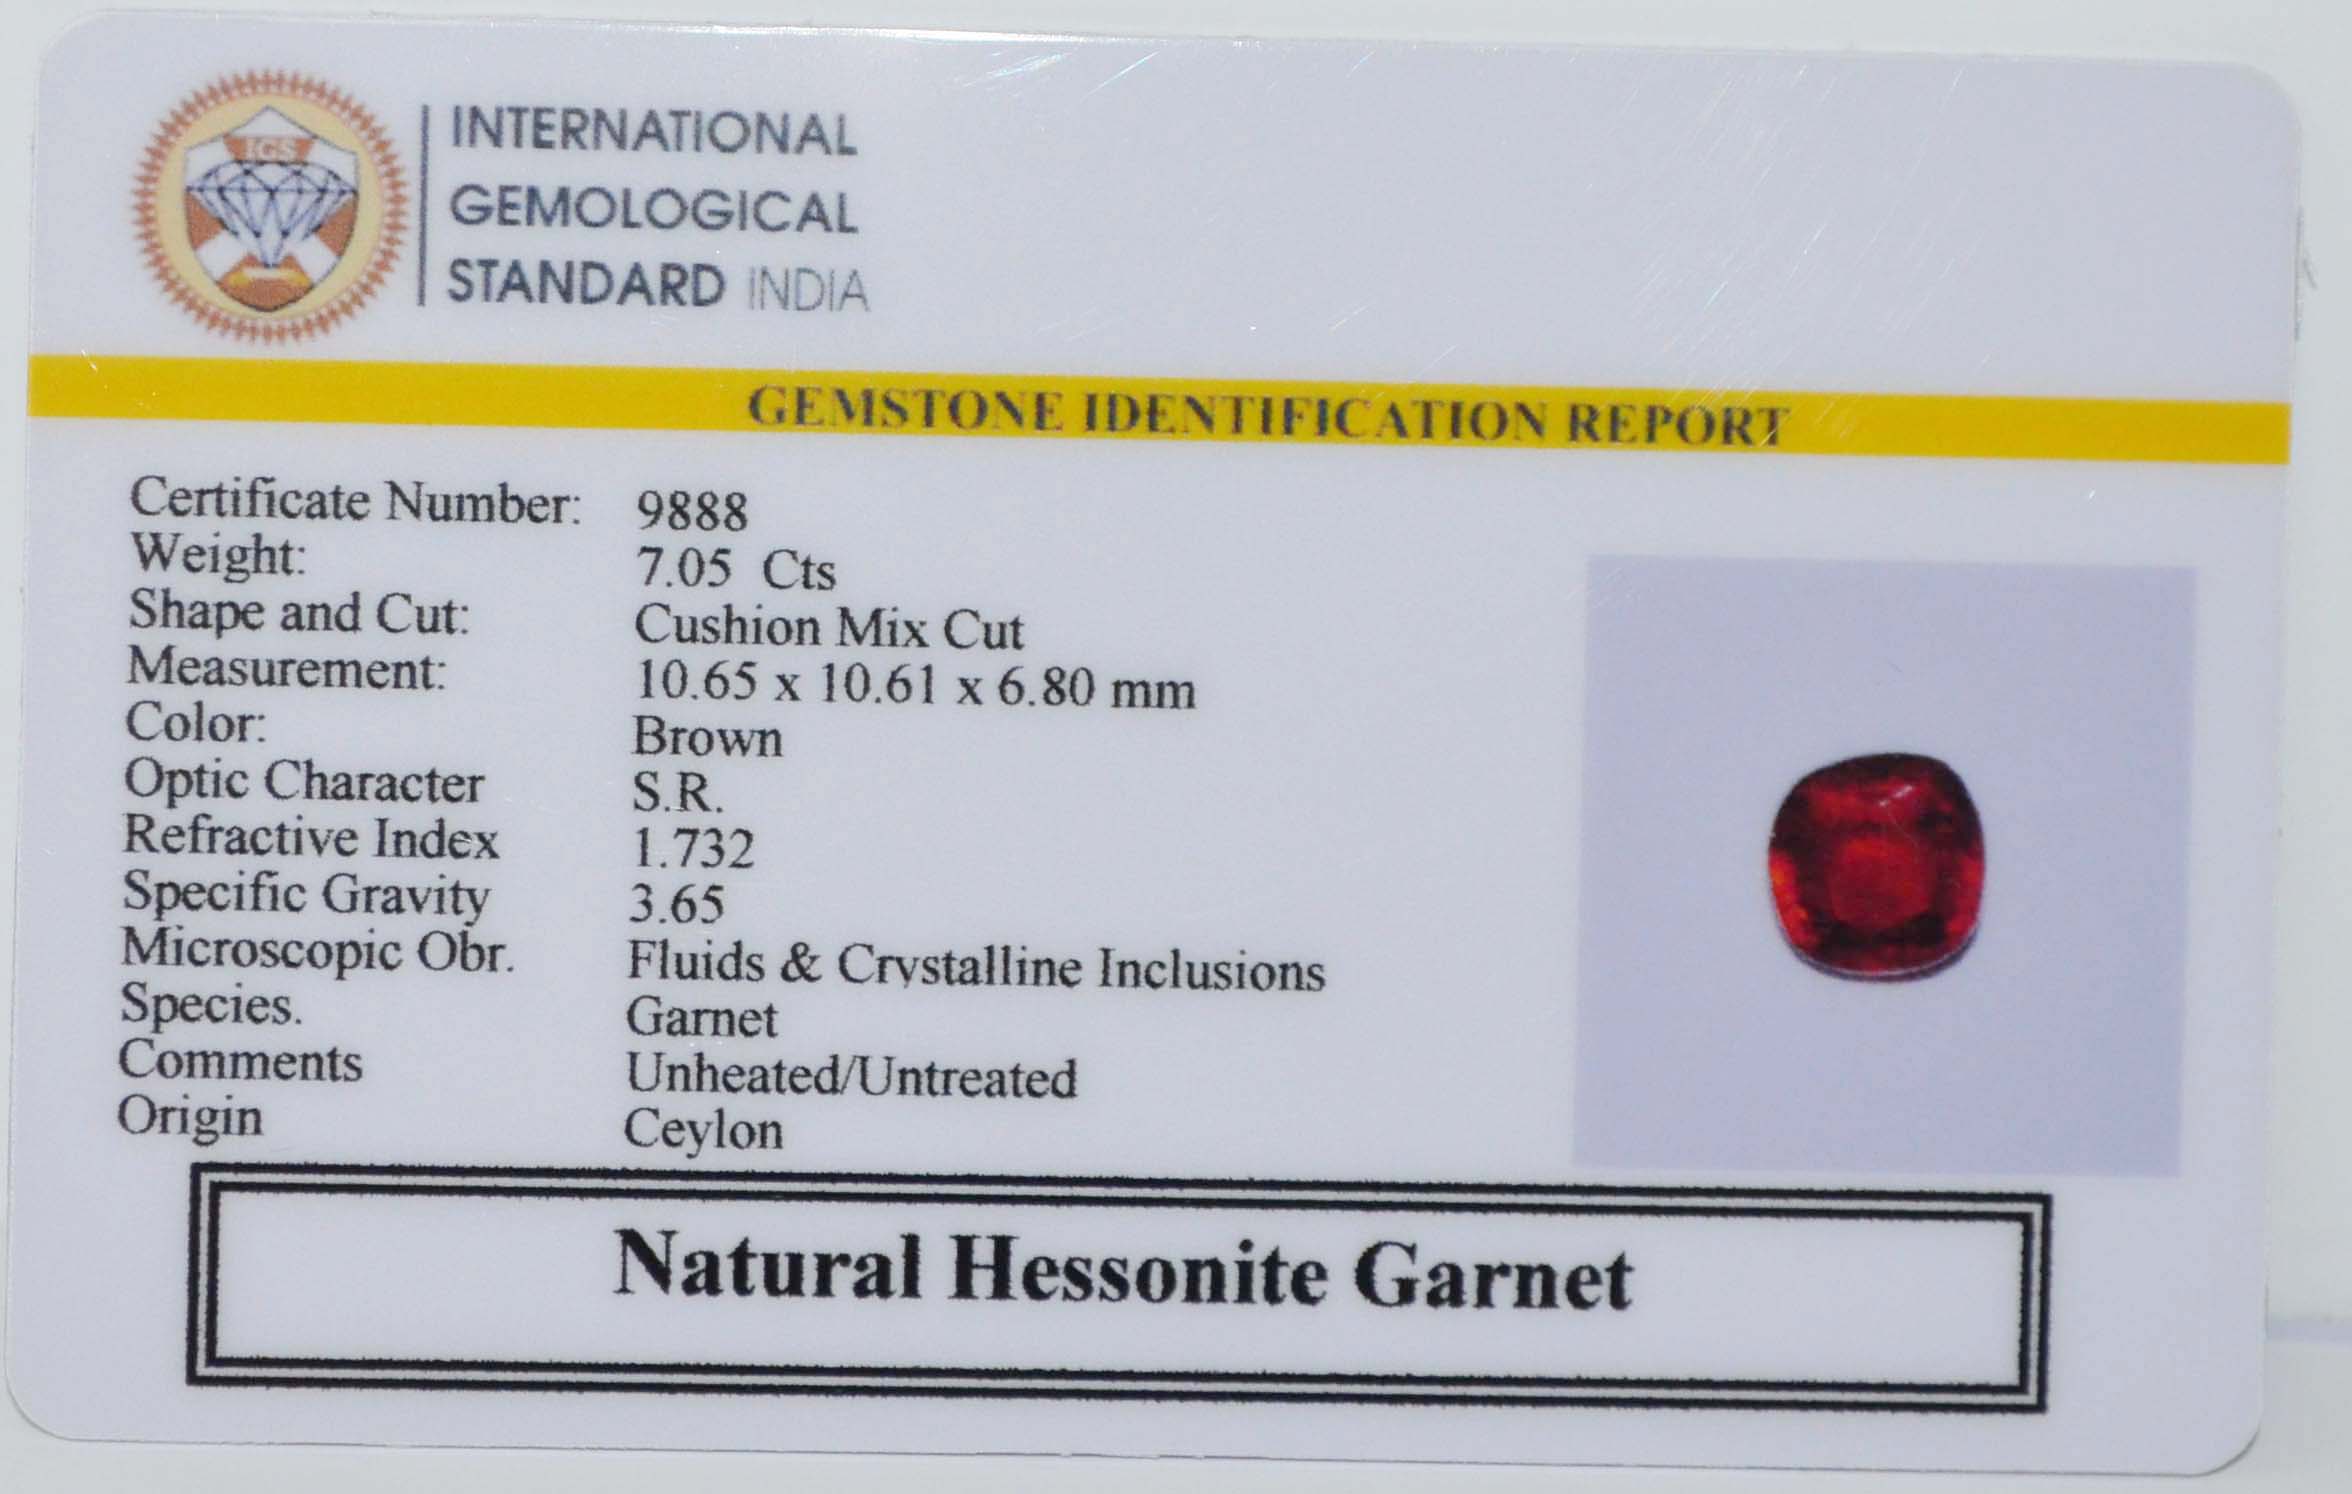 IGS
INTERNATIONAL
GEMOLOGICAL
STANDARD INDIA
GEMSTONE IDENTIFICATION REPORT
Certificate Number: 9888
Weight: 7.05 Cts
Shape and Cut: Cushion Mix Cut
Measurement: 10.65 x 10.61 x 6.80 mm
Color: Brown
Optic Character S.R.
Refractive Index 1.732
Specific Gravity 3.65
Microscopic Obr. Fluids & Crystalline Inclusions
Species. Garnet
Comments Unheated/Untreated
Origin Ceylon
Natural Hessonite Garnet